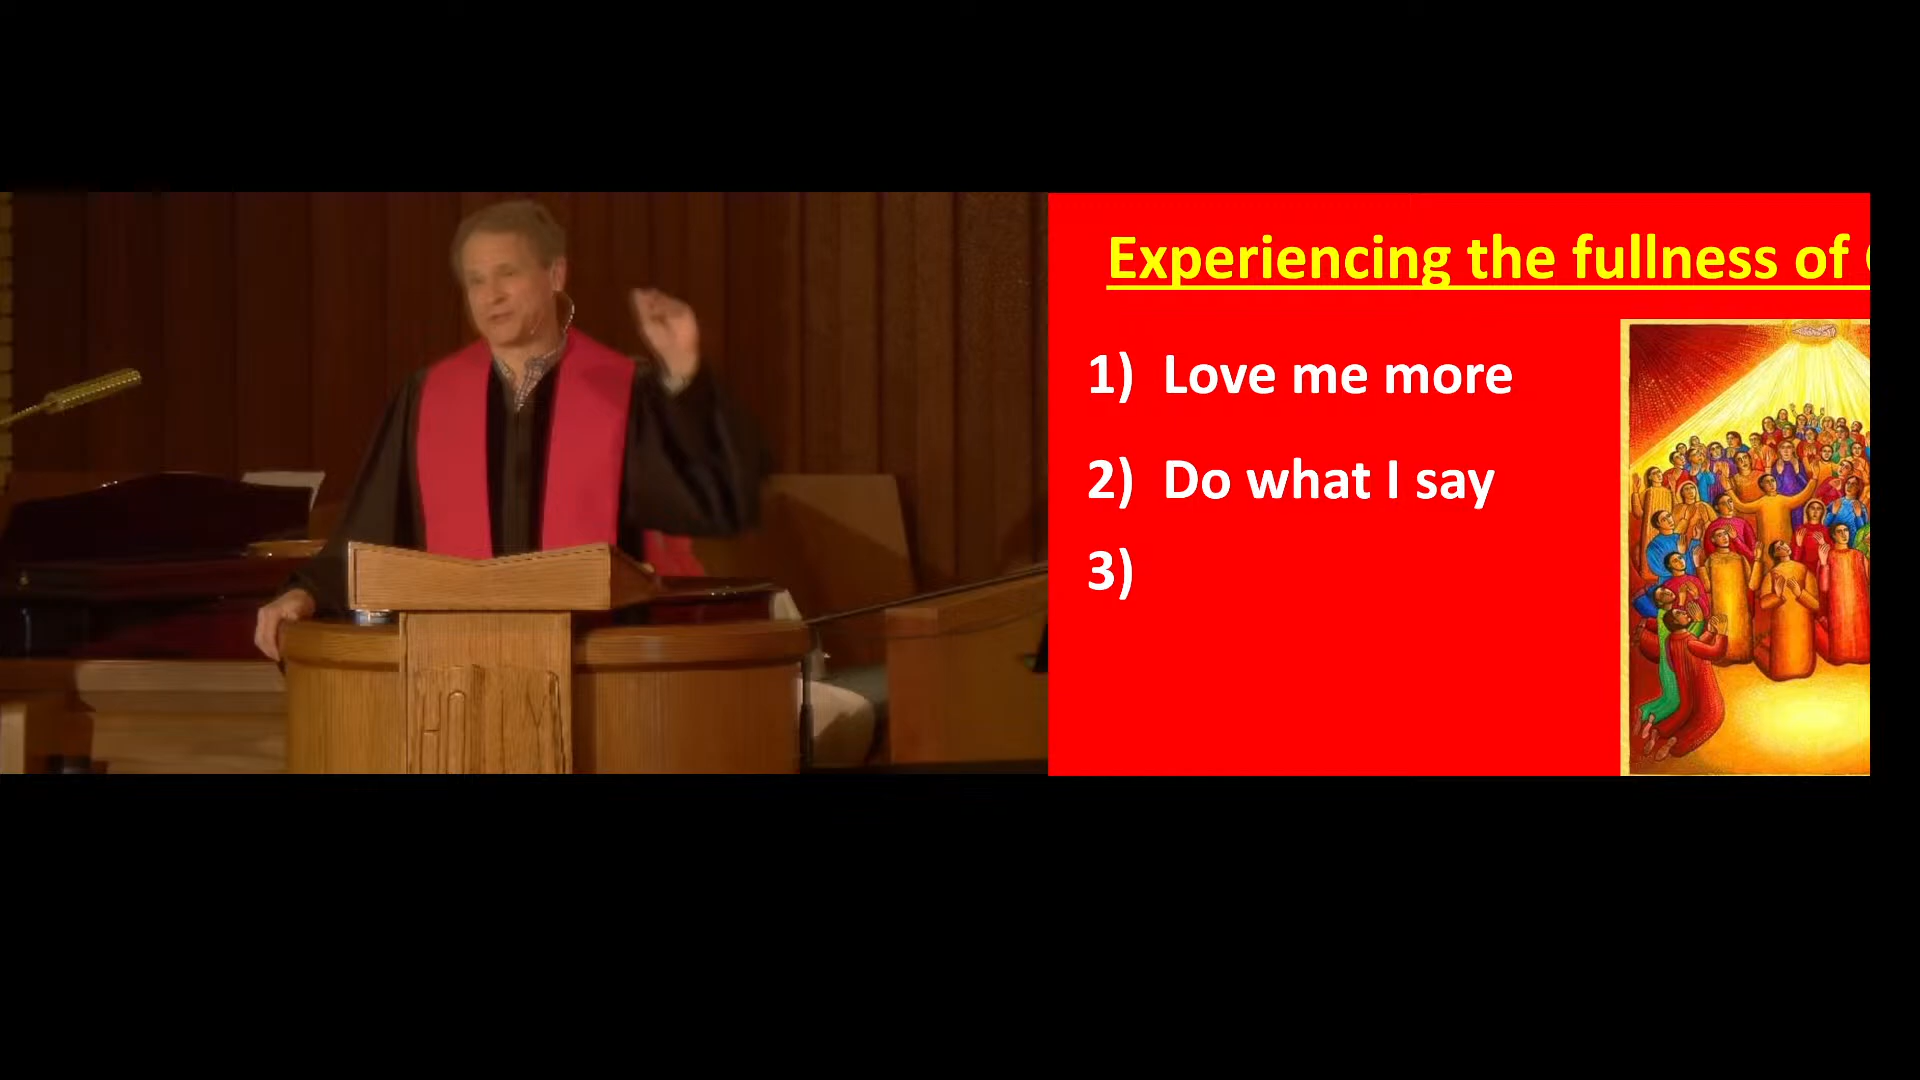 Experiencing the fullness of
1) Love me more
2) Do what I say
3)